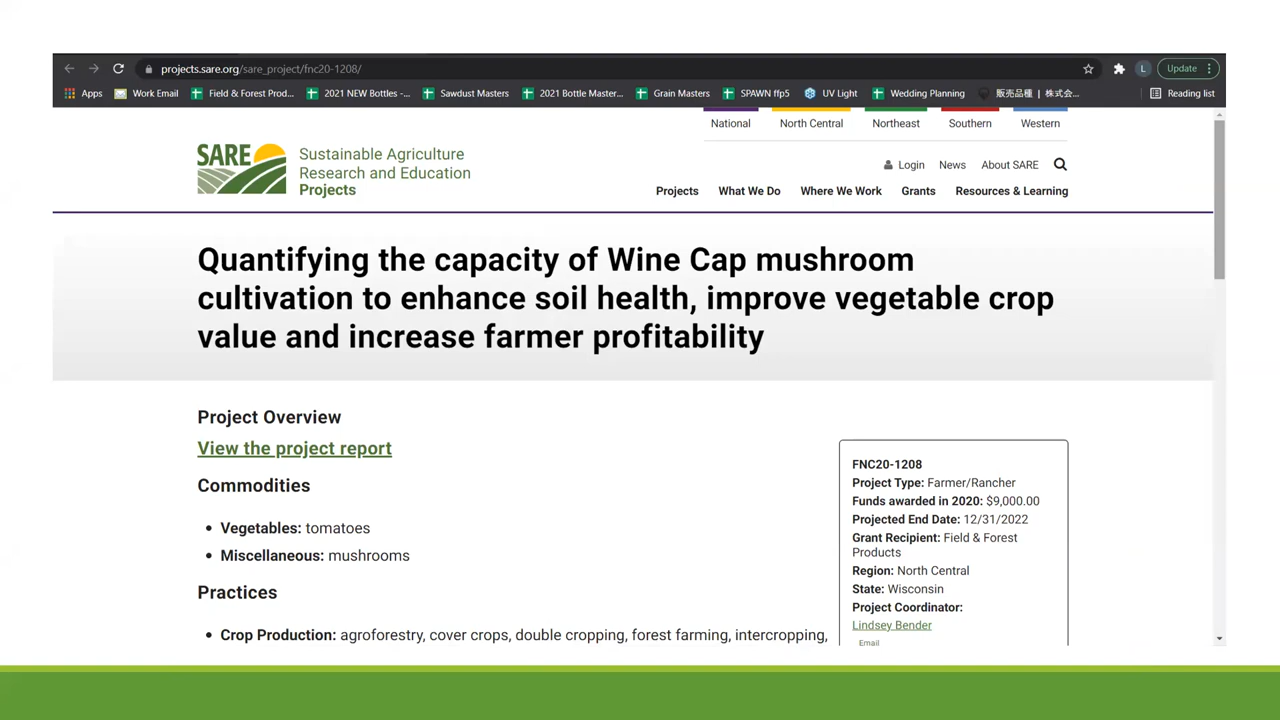 projects.sare.org/sare_project/fnc20-1208/
L
Update
Apps
Work Email
Field & Forest Prod...
2021 NEW Bottles -...
Sawdust Masters
2021 Bottle Master...
Grain Masters
SPAWN ffp5
UV Light
Wedding Planning
販売品種 | 株式会...
Reading list
National
North Central
Northeast
Southern
Western
SARE
Sustainable Agriculture
Research and Education
Projects
Login
News
About SARE
Projects
What We Do
Where We Work
Grants
Resources & Learning
Quantifying the capacity of Wine Cap mushroom
cultivation to enhance soil health, improve vegetable crop
value and increase farmer profitability
Project Overview
View the project report
Commodities
• Vegetables: tomatoes
• Miscellaneous: mushrooms
Practices
• Crop Production: agroforestry, cover crops, double cropping, forest farming, intercropping,
FNC20-1208
Project Type: Farmer/Rancher
Funds awarded in 2020: $9,000.00
Projected End Date: 12/31/2022
Grant Recipient: Field & Forest
Products
Region: North Central
State: Wisconsin
Project Coordinator:
Lindsey Bender
Email